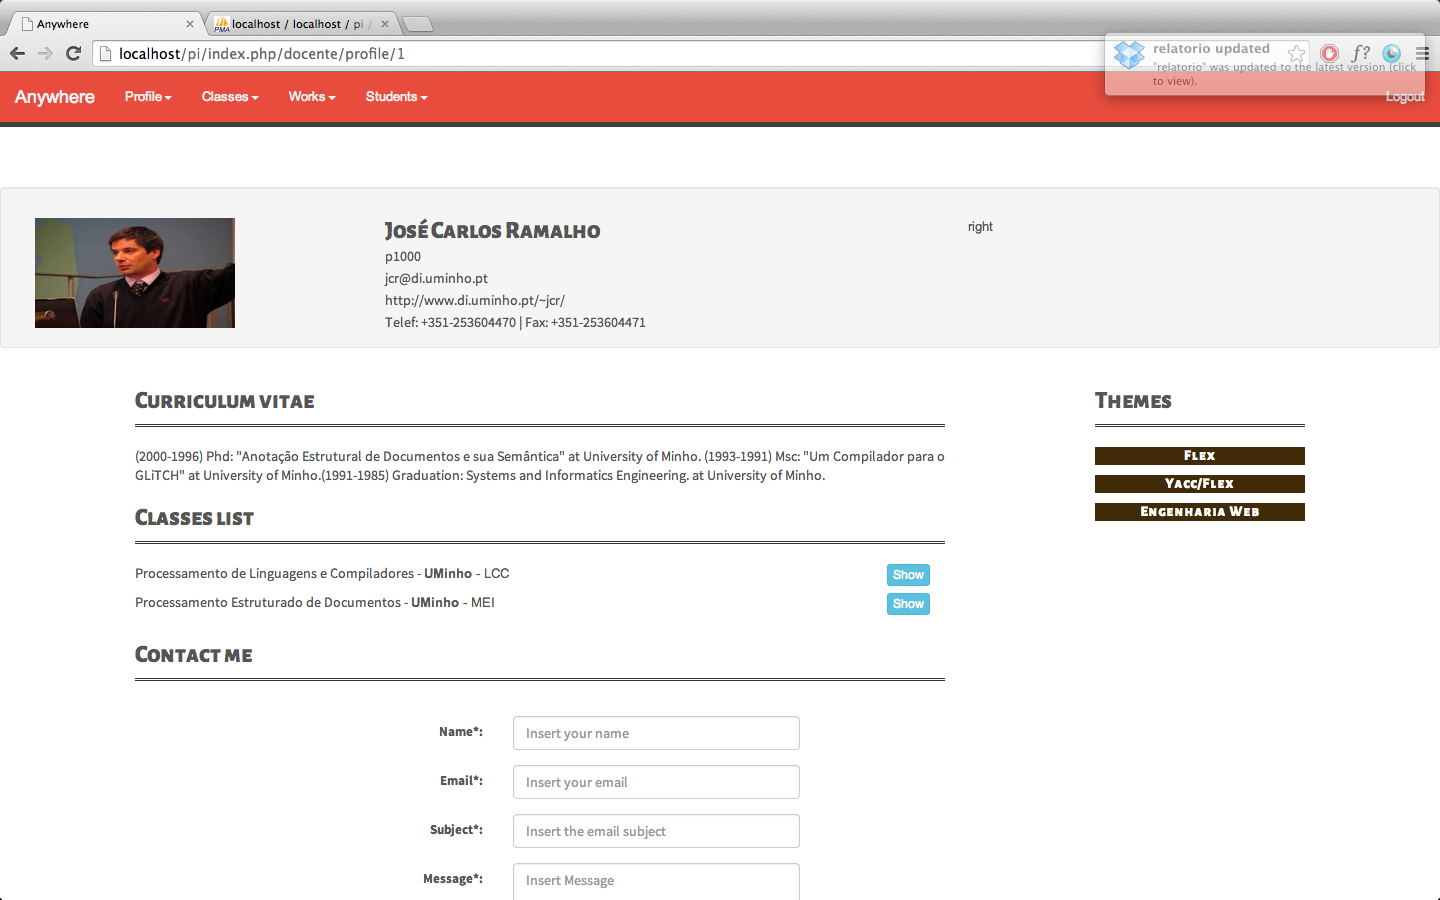 Anywhere
localhost / localhost / pi /
localhost/pi/index.php/docente/profile/1
relatorio updated
"relatorio" was updated to the latest version (click
to view).
f?
Anywhere Profile Classes Works Students Logout
José Carlos Ramalho
p1000
jcr@di.uminho.pt
http://www.di.uminho.pt/~jcr/
Telef: +351-253604470 | Fax: +351-253604471
right
Curriculum vitae
(2000-1996) Phd: "Anotação Estrutural de Documentos e sua Semântica" at University of Minho. (1993-1991) Msc: "Um Compilador para o
GLiTCH" at University of Minho.(1991-1985) Graduation: Systems and Informatics Engineering. at University of Minho.
Classes list
Processamento de Linguagens e Compiladores - UMinho - LCC Show
Processamento Estruturado de Documentos - UMinho - MEI Show
Contact me
Name*: Insert your name
Email*: Insert your email
Subject*: Insert the email subject
Message*: Insert Message
Themes
Flex
Yacc/Flex
Engenharia Web